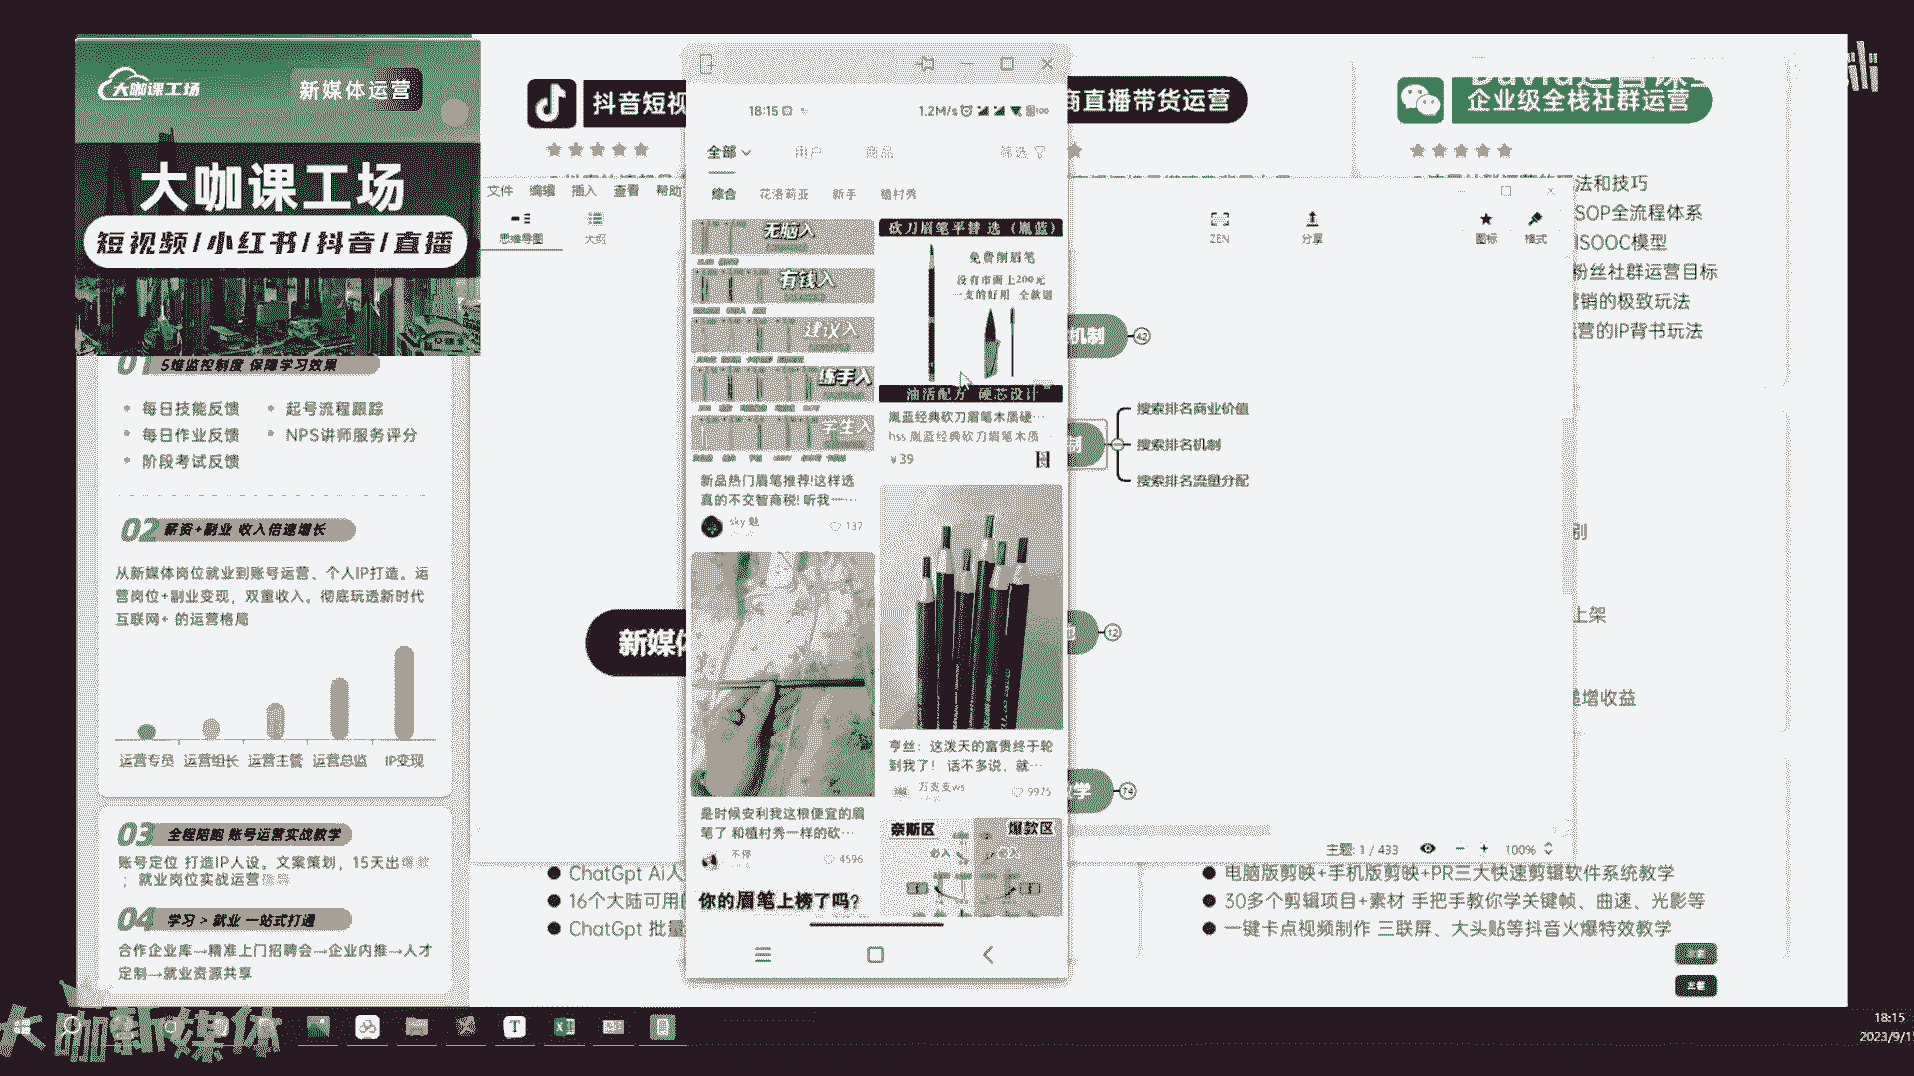 大咖课工场
新媒体运营
大咖课工场
短视频/小红书/抖音/直播
01 5维监控制度 保障学习效果
每日技能反馈
起号流程跟踪
每日作业反馈
NPS讲师服务评分
阶段考试反馈
02 薪资+副业 收入倍速增长
从新媒体岗位就业到账号运营、个人IP打造。运
营岗位+副业变现，双重收入。彻底玩透新时代
互联网+ 的运营格局
运营专员 运营组长 运营主管 运营总监 IP变现
03 全程陪跑 账号运营实战教学
账号定位 打造IP人设。文案策划，15天出爆款
；就业岗位实战运营
04 学习 > 就业 一站式打通
合作企业库→精准上门招聘会→企业内推→人才
定制→就业资源共享
抖音短视
商直播带货运营
企业级全栈社群运营
法和技巧
SOP全流程体系
ISOOC模型
粉丝社群运营目标
营销的极致玩法
营的IP背书玩法
文件 编辑 插入 查看 帮助
思维导图
大纲
ZEN
分享
图标
格式
机制
42
搜索排名商业价值
搜索排名机制
搜索排名流量分配
新媒体
12
学
74
上架
增收益
主题: 1 / 433
100%
18:15
1.2M/s
100
全部
用户
商品
筛选
综合
花洛莉亚
新手
植村秀
无脑入
有钱入
建议入
练手入
学生入
新品热门眉笔推荐!这样选
真的不交智商税! 听我一…
sky 魅
137
砍刀眉笔平替 选（胤蓝）
免费削眉笔
没有市面上200元
一支的好用 全款道
油活配方 硬芯设计
胤蓝经典砍刀眉笔木质硬…
hss 胤蓝经典砍刀眉笔木质
¥39
是时候安利我这根便宜的眉
笔了 和植村秀一样的砍…
不停
4596
亨丝：这泼天的富贵终于轮
到我了！ 话不多说、就…
万支支ws
9975
你的眉笔上榜了吗?
奈斯区
爆款区
必入
必入
ChatGpt Ai人
16个大陆可用
ChatGpt 批量
电脑版剪映+手机版剪映+PR三大快速剪辑软件系统教学
30多个剪辑项目+素材 手把手教你学关键帧、曲速、光影等
一键卡点视频制作 三联屏、大头贴等抖音火爆特效教学
大咖新媒体
18:15